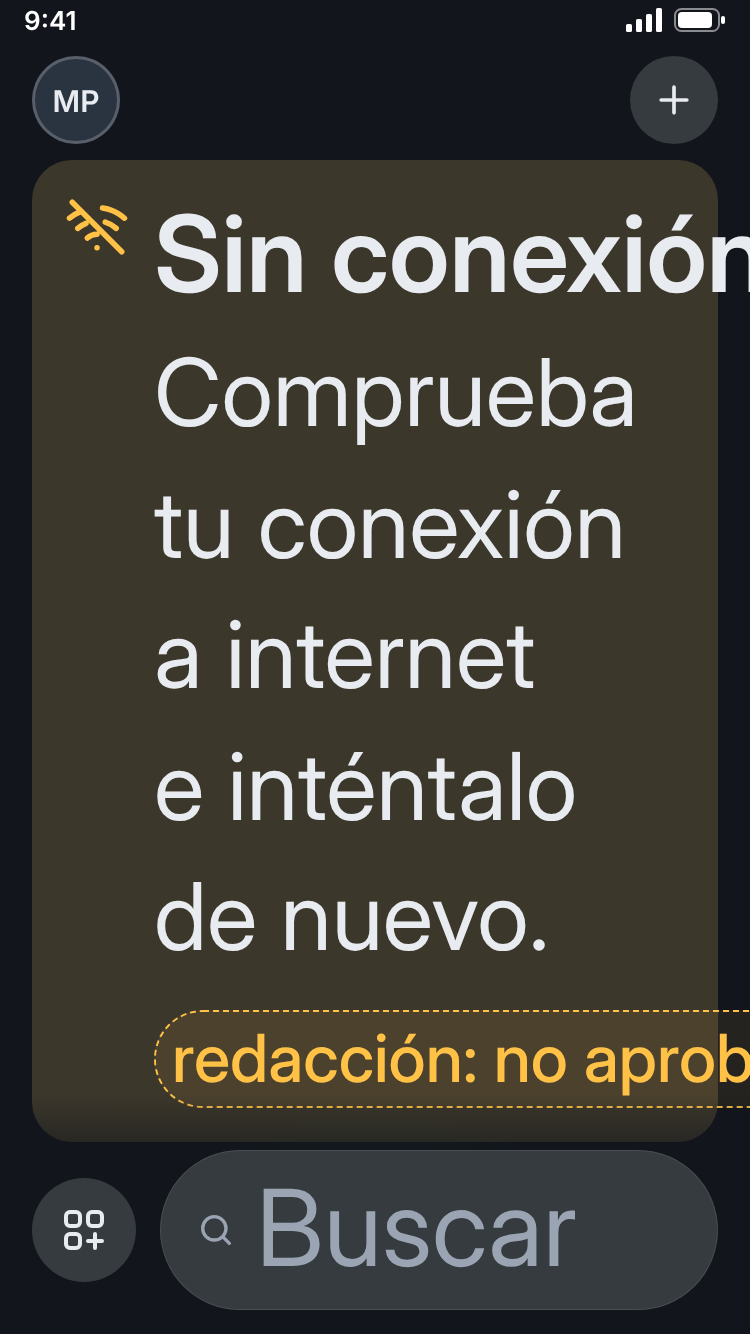 9:41
MP
Sin conexión
Comprueba
tu conexión
a internet
e inténtalo
de nuevo.
redacción: no aprob
Buscar